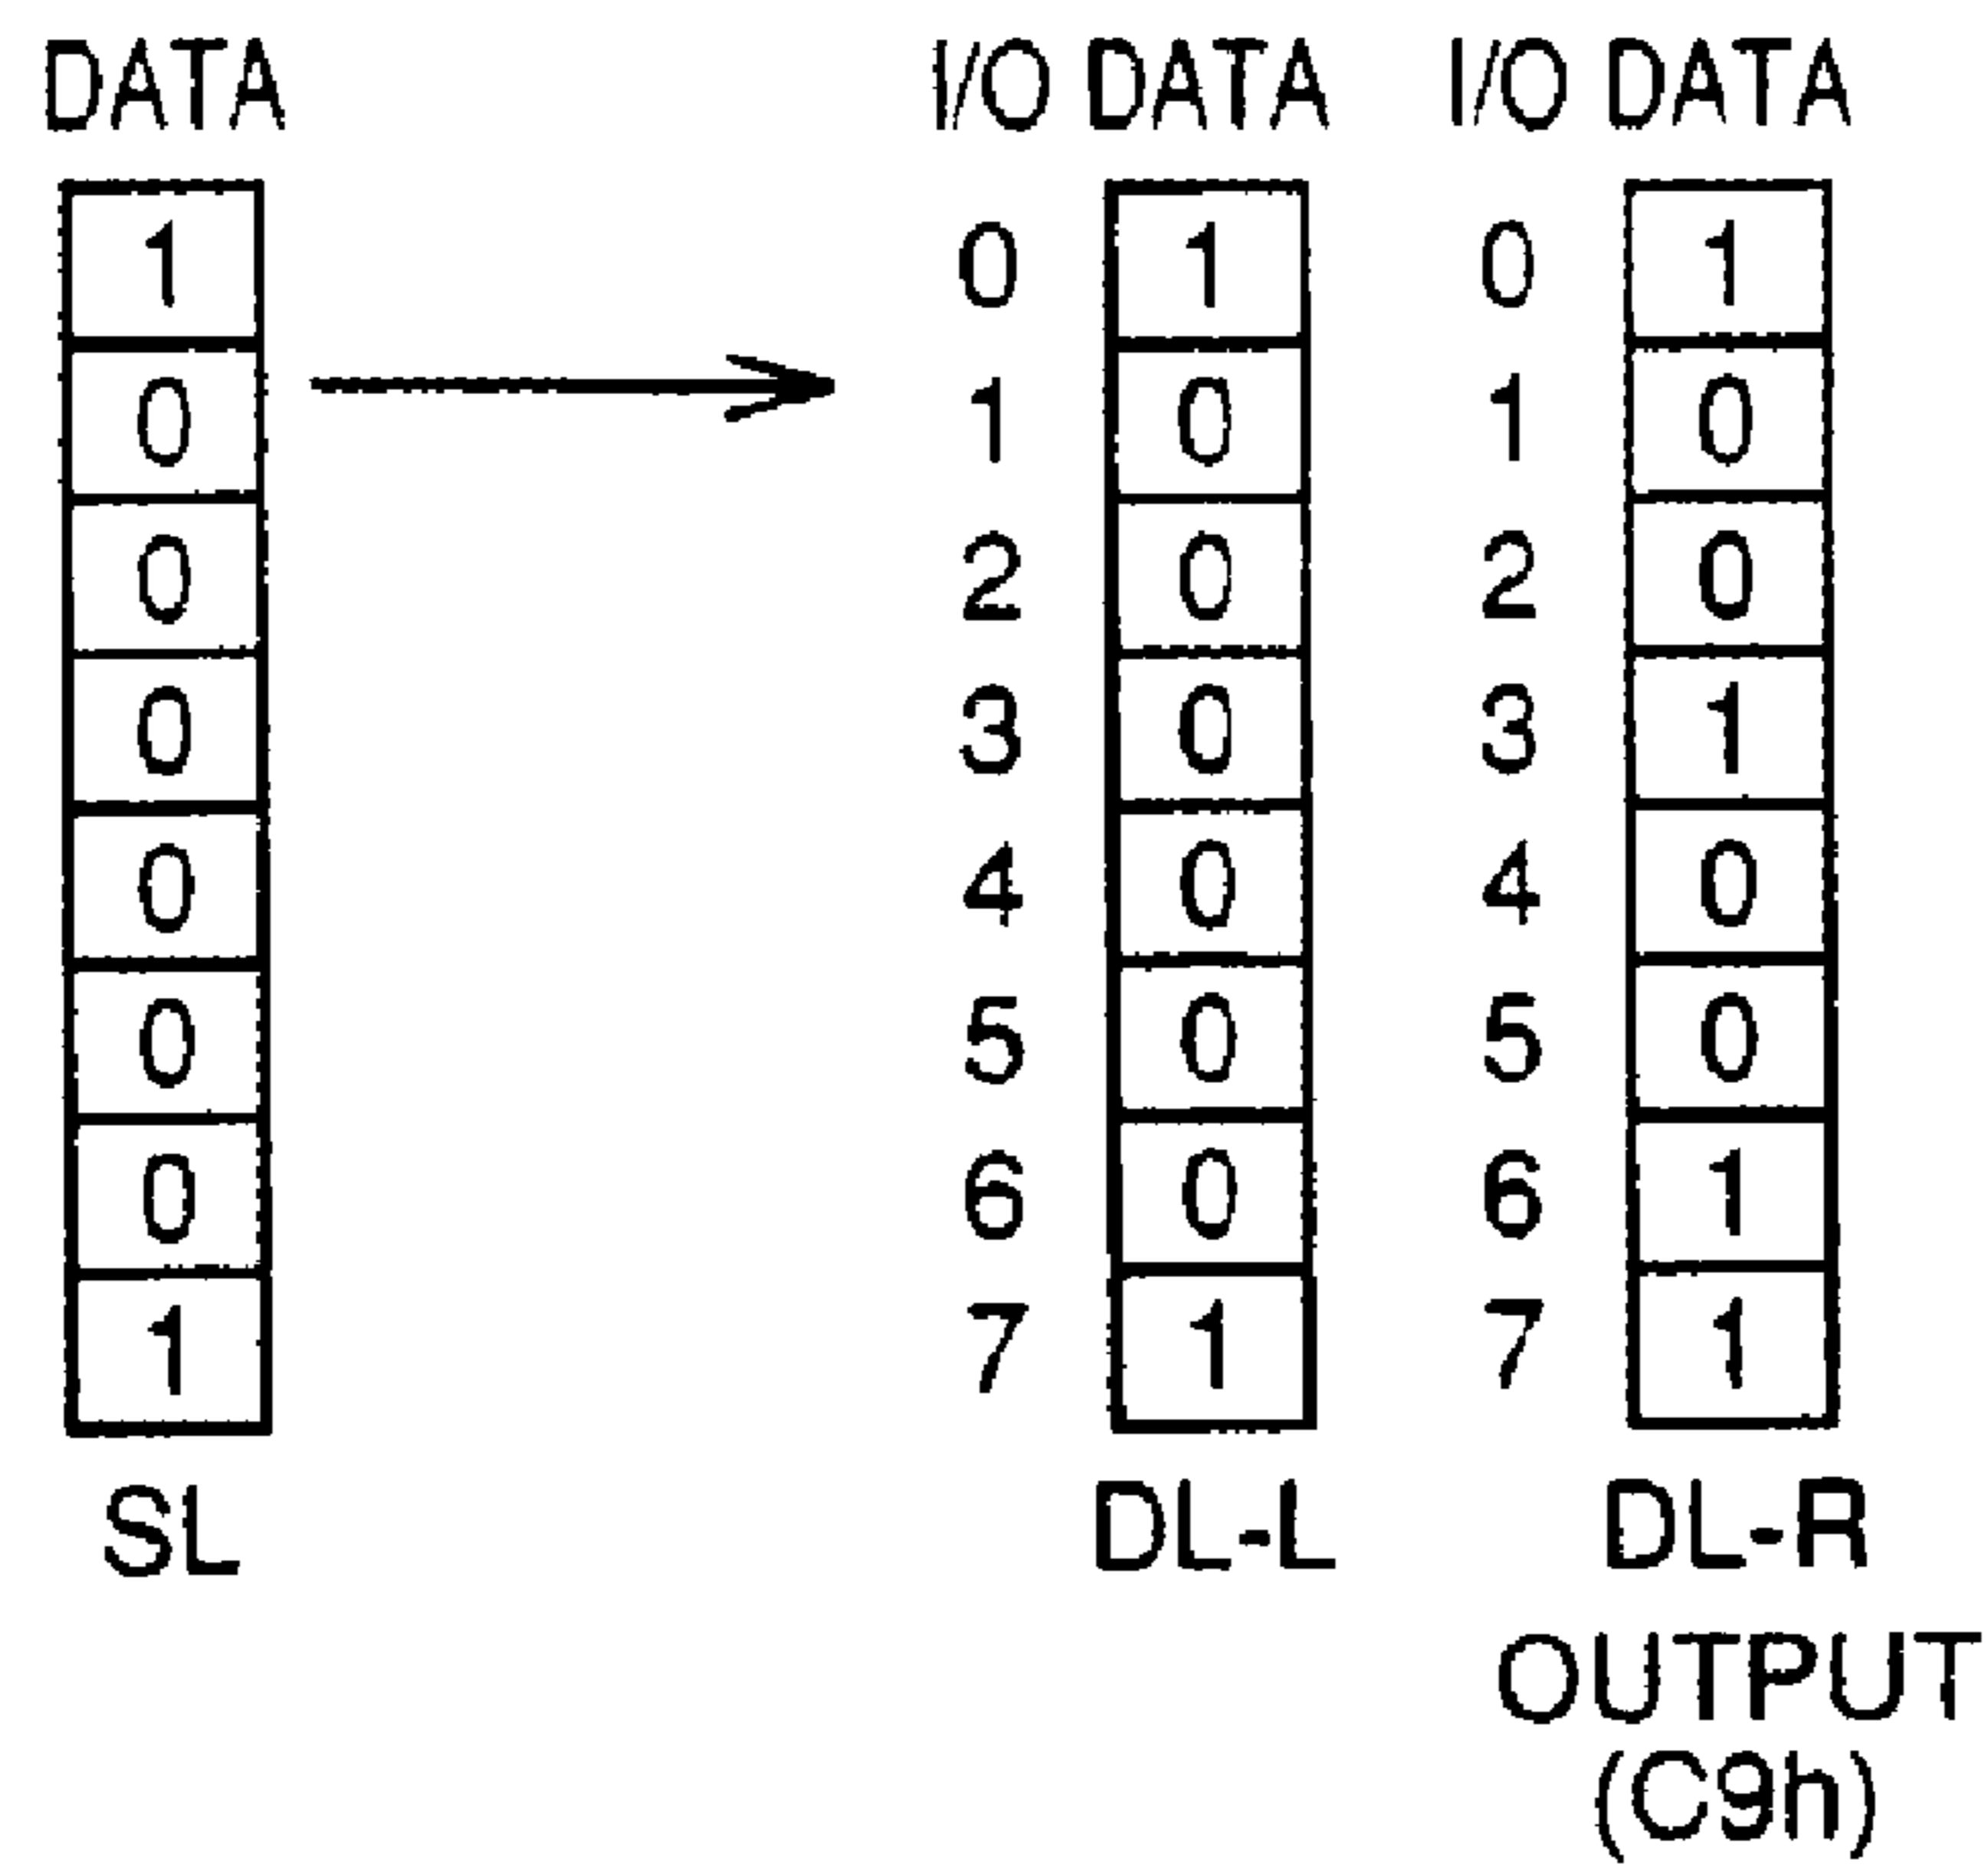 DATA I/O DATA I/O DATA
1 0 1 0 1
0 1 0 1 0
0 2 0 2 0
0 3 0 3 1
0 4 0 4 0
0 5 0 5 0
0 6 0 6 1
1 7 1 7 1
SL DL-L DL-R
OUTPUT
(C9h)